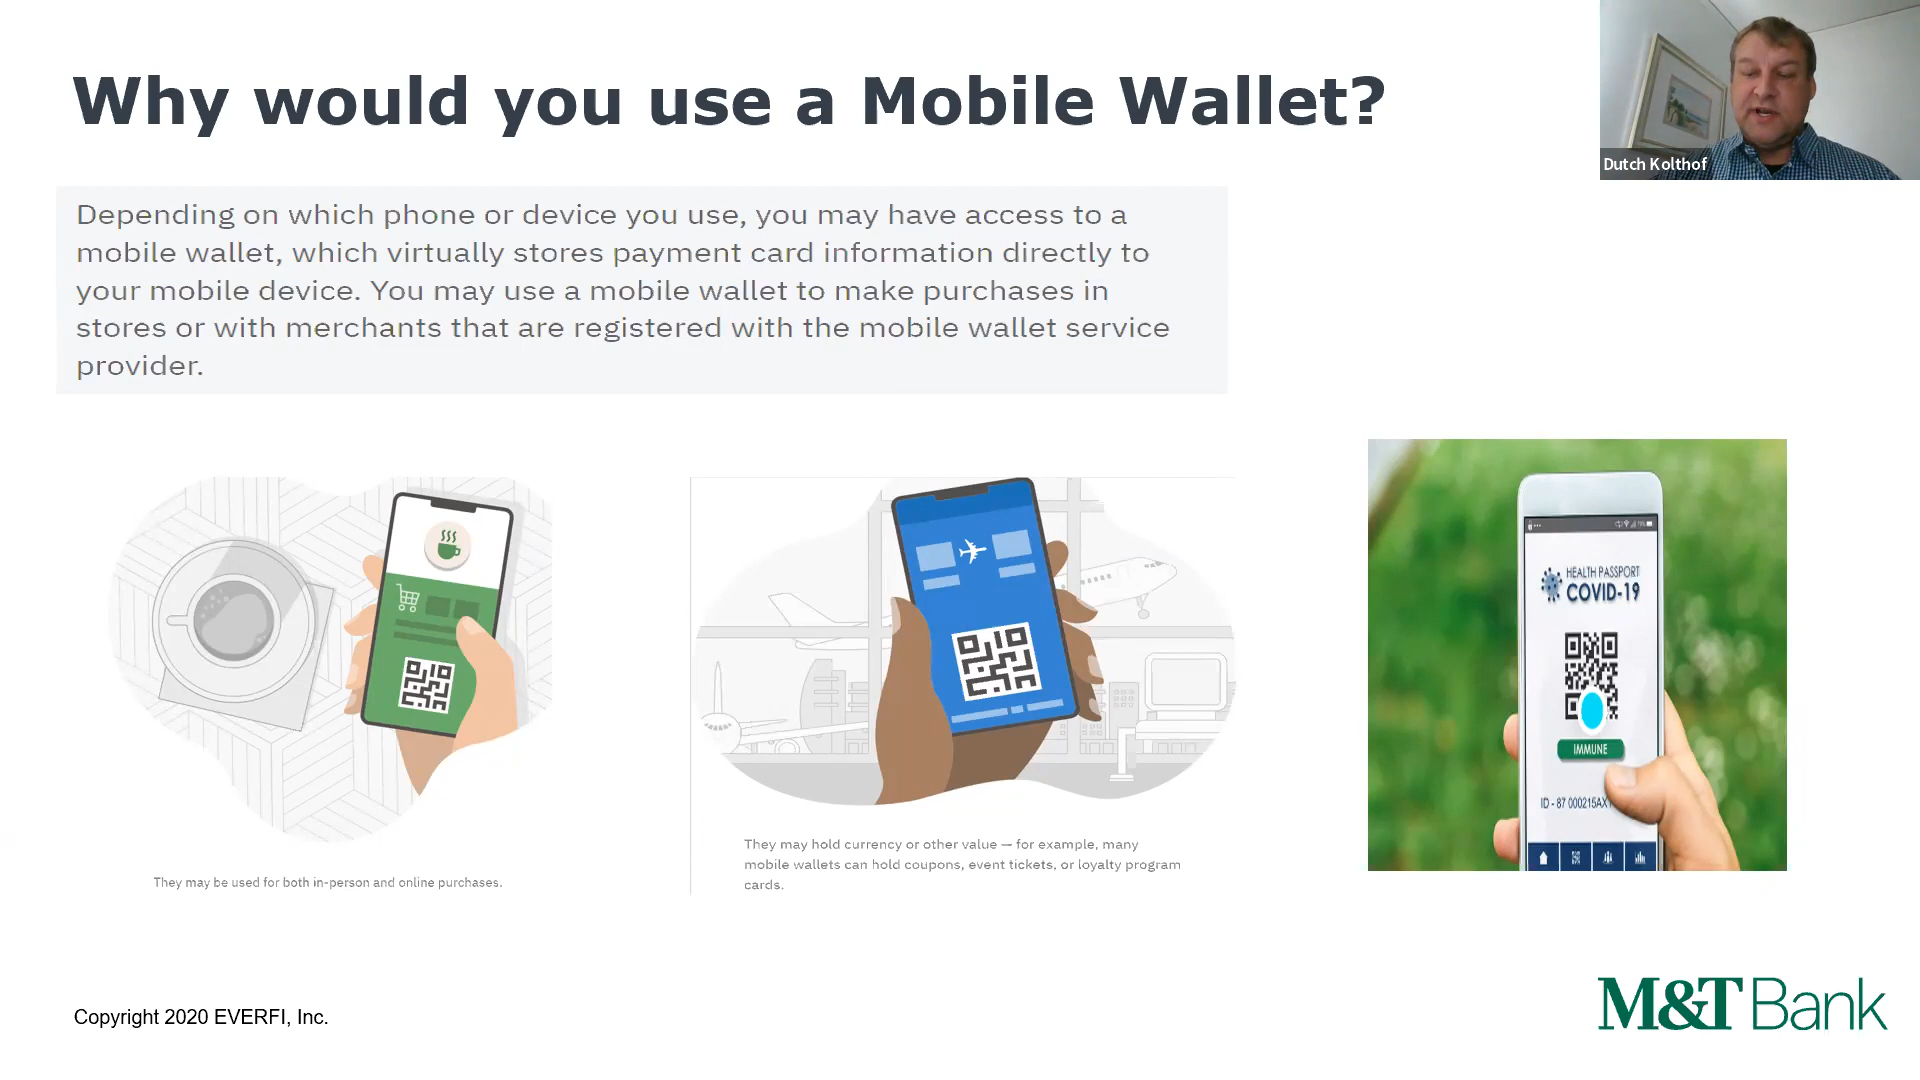 Why would you use a Mobile Wallet?
Dutch Kolthof
Depending on which phone or device you use, you may have access to a
mobile wallet, which virtually stores payment card information directly to
your mobile device. You may use a mobile wallet to make purchases in
stores or with merchants that are registered with the mobile wallet service
provider.
HEALTH PASSPORT
COVID-19
IMMUNE
ID - 87 000215AX
They may be used for both in-person and online purchases.
They may hold currency or other value — for example, many
mobile wallets can hold coupons, event tickets, or loyalty program
cards.
Copyright 2020 EVERFI, Inc.
M&T Bank